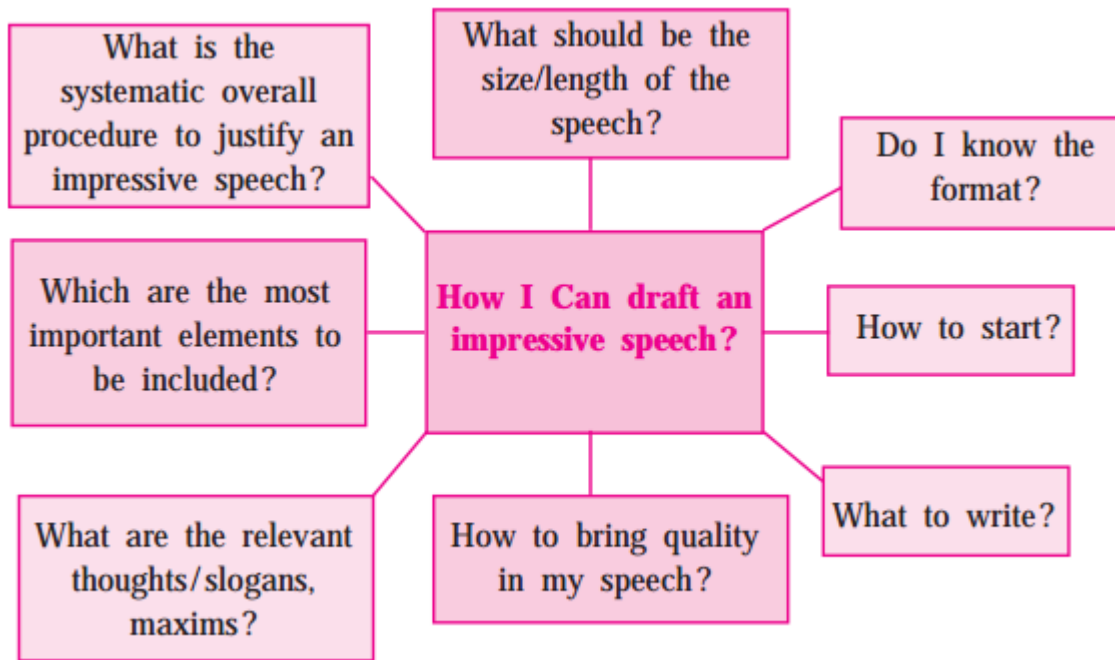 What is the
systematic overall
procedure to justify an
impressive speech?
What should be the
size/length of the
speech?
Do I know the
format?
Which are the most
important elements to
be included?
How I Can draft an
impressive speech?
How to start?
What are the relevant
thoughts/slogans,
maxims?
How to bring quality
in my speech?
What to write?